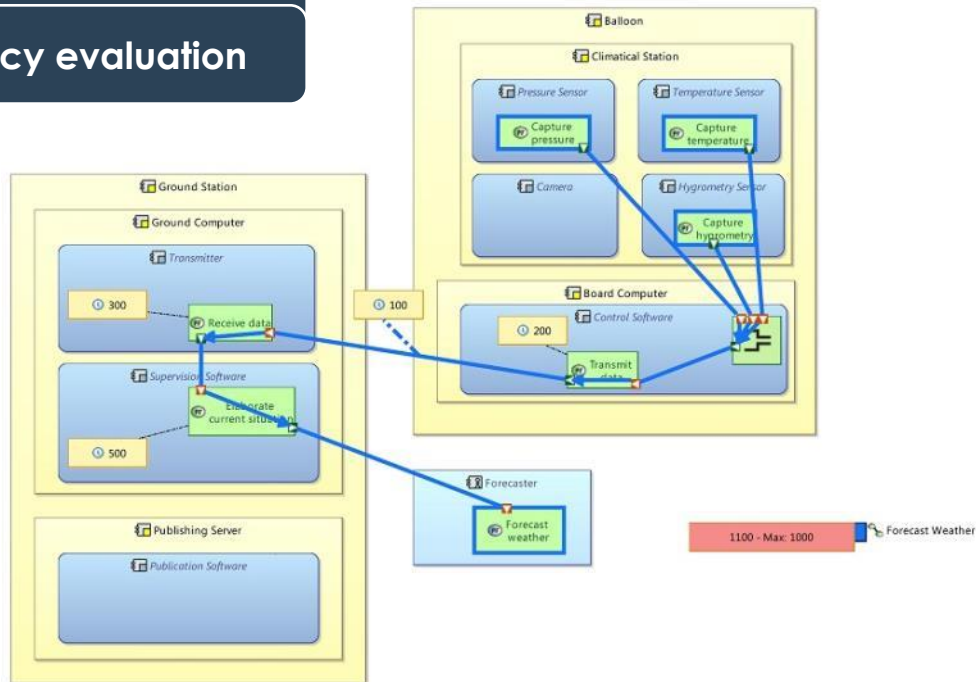 cy evaluation
Balloon
Climatical Station
Pressure Sensor
Temperature Sensor
Capture
pressure
Capture
temperature
Camera
Hygrometry Sensor
Capture
hygrometry
Ground Station
Ground Computer
Transmitter
300
Receive data
100
Board Computer
Control Software
200
Transmit
data
Supervision Software
Elaborate
current situation
500
Forecaster
Forecast
weather
Publishing Server
Publication Software
1100 - Max: 1000
Forecast Weather